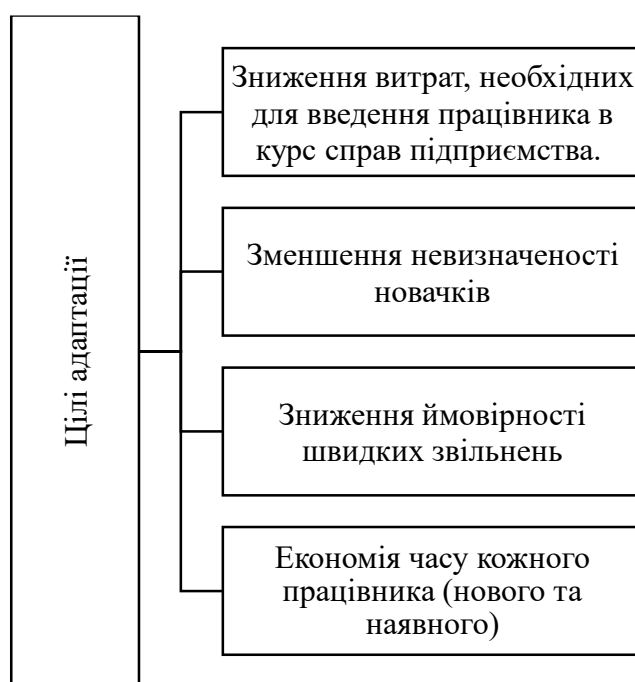 Цілі адаптації
Зниження витрат, необхідних
для введення працівника в
курс справ підприємства.
Зменшення невизначеності
новачків
Зниження ймовірності
швидких звільнень
Економія часу кожного
працівника (нового та
наявного)